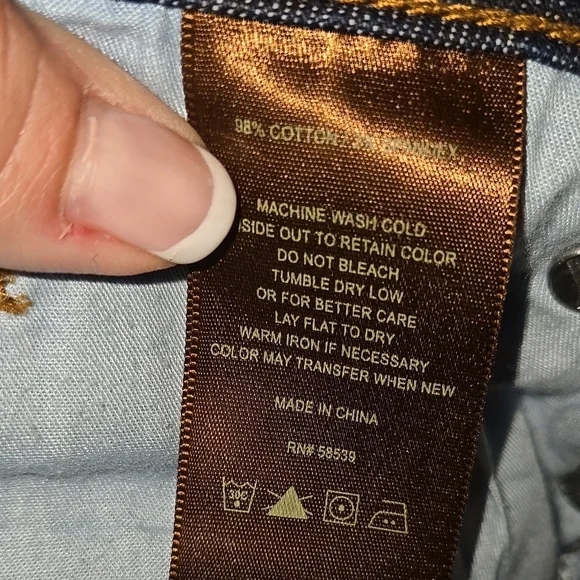 98% COTTON / 2% SPANDEX
MACHINE WASH COLD
SIDE OUT TO RETAIN COLOR
DO NOT BLEACH
TUMBLE DRY LOW
OR FOR BETTER CARE
LAY FLAT TO DRY
WARM IRON IF NECESSARY
COLOR MAY TRANSFER WHEN NEW
MADE IN CHINA
RN# 58539
30C